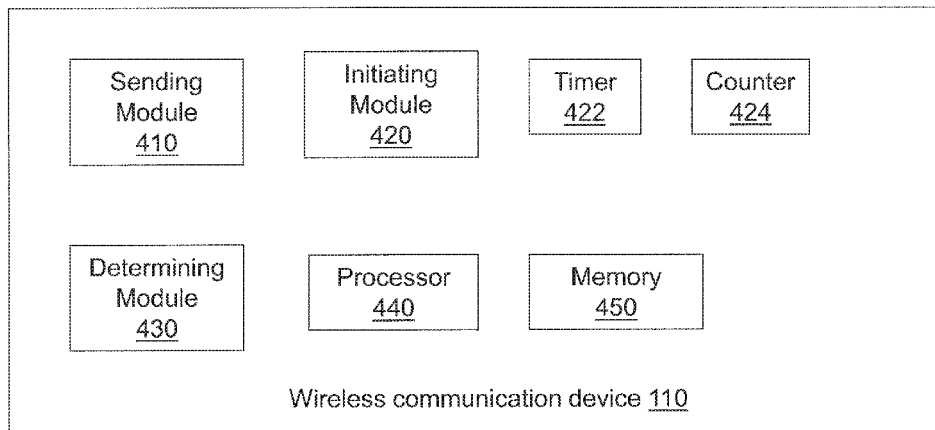 Sending
Module
410
Initiating
Module
420
Timer
422
Counter
424
Determining
Module
430
Processor
440
Memory
450
Wireless communication device 110